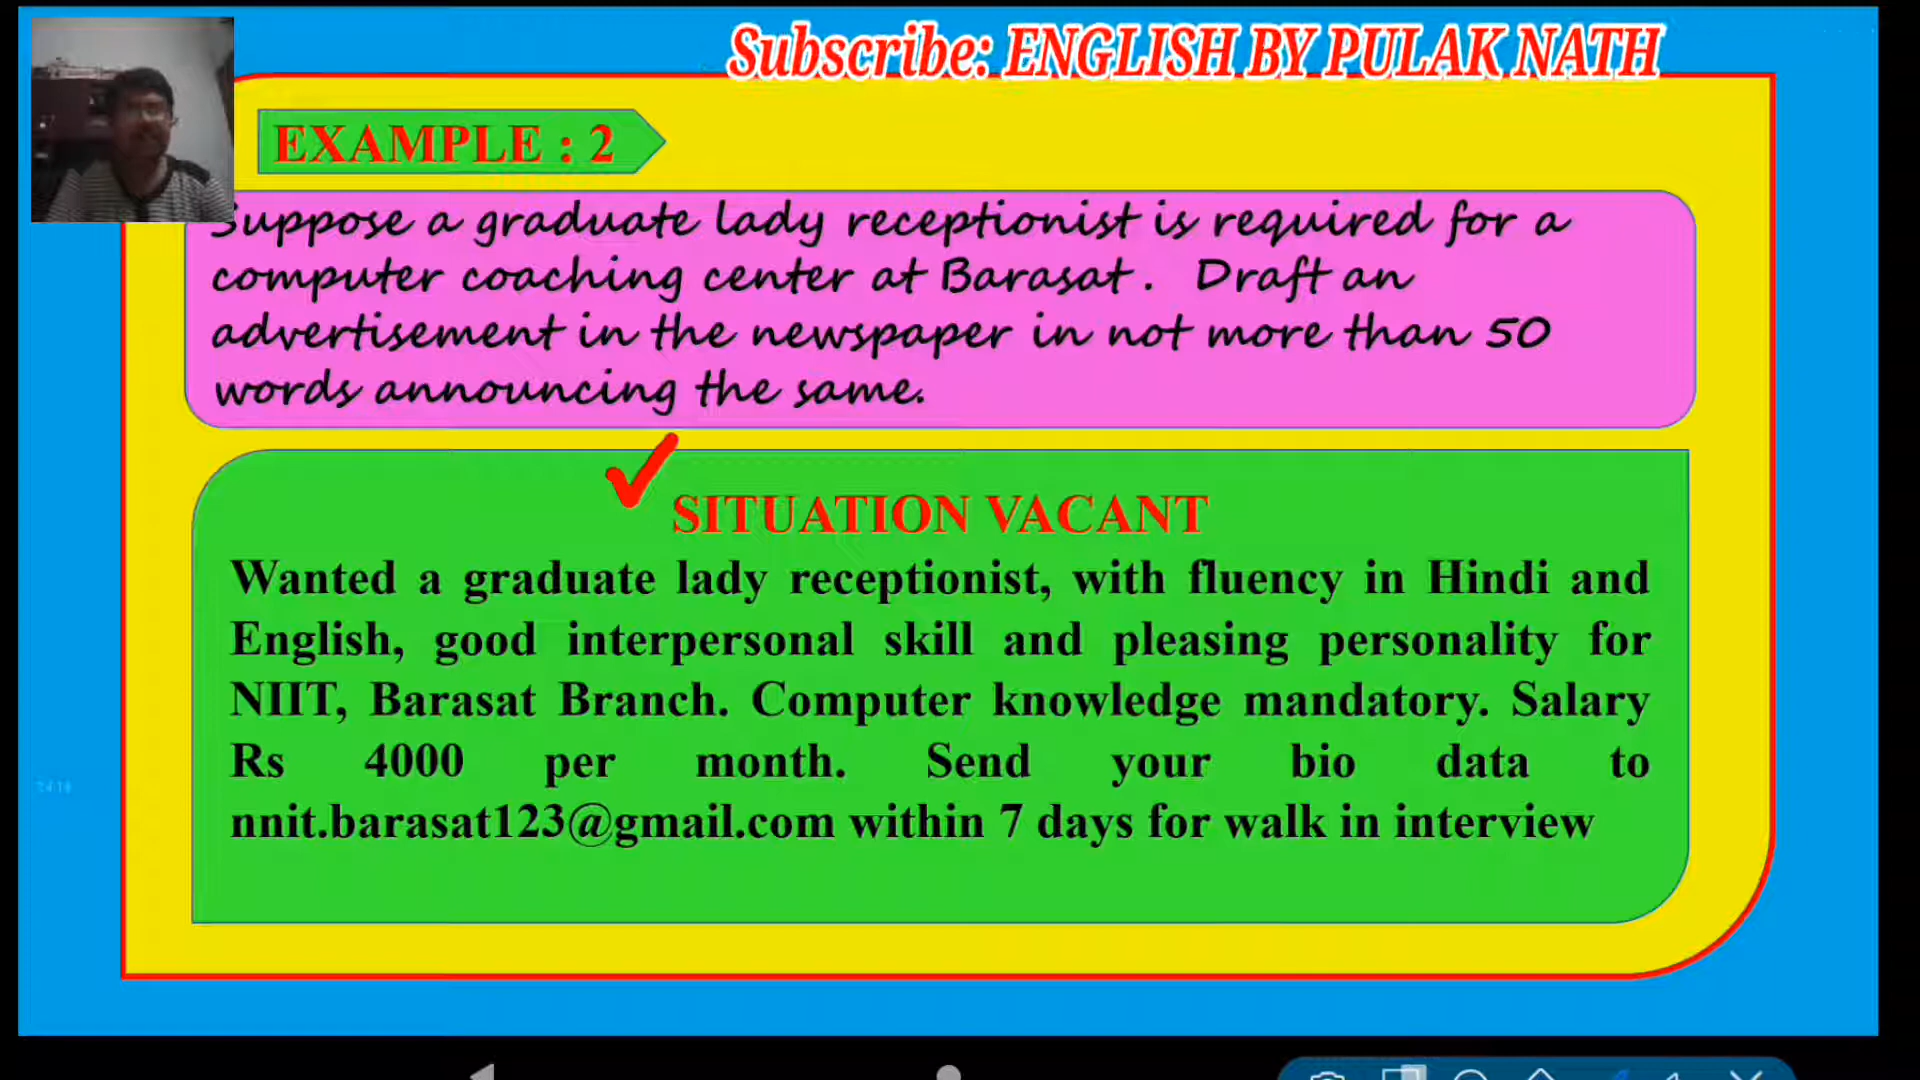 Subscribe: ENGLISH BY PULAK NATH
EXAMPLE : 2
Suppose a graduate lady receptionist is required for a
computer coaching center at Barasat. Draft an
advertisement in the newspaper in not more than 50
words announcing the same.
SITUATION VACANT
Wanted a graduate lady receptionist, with fluency in Hindi and
English, good interpersonal skill and pleasing personality for
NIIT, Barasat Branch. Computer knowledge mandatory. Salary
Rs 4000 per month. Send your bio data to
nnit.barasat123@gmail.com within 7 days for walk in interview